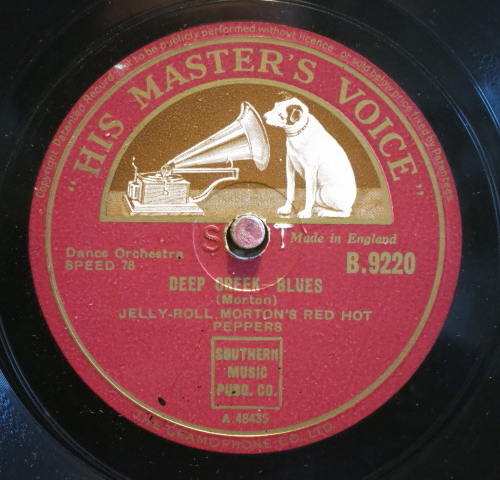 Copyright. Patented Record. Not to be publicly performed without licence, or sold below price fixed by Patentees.
"HIS MASTER'S VOICE"
S T
Made in England
Dance Orchestra
SPEED 78
B.9220
DEEP CREEK—BLUES
(Morton)
JELLY-ROLL MORTON'S RED HOT
PEPPERS
SOUTHERN
MUSIC
PUBG. CO.
A 48435
THE GRAMOPHONE CO. LTD.